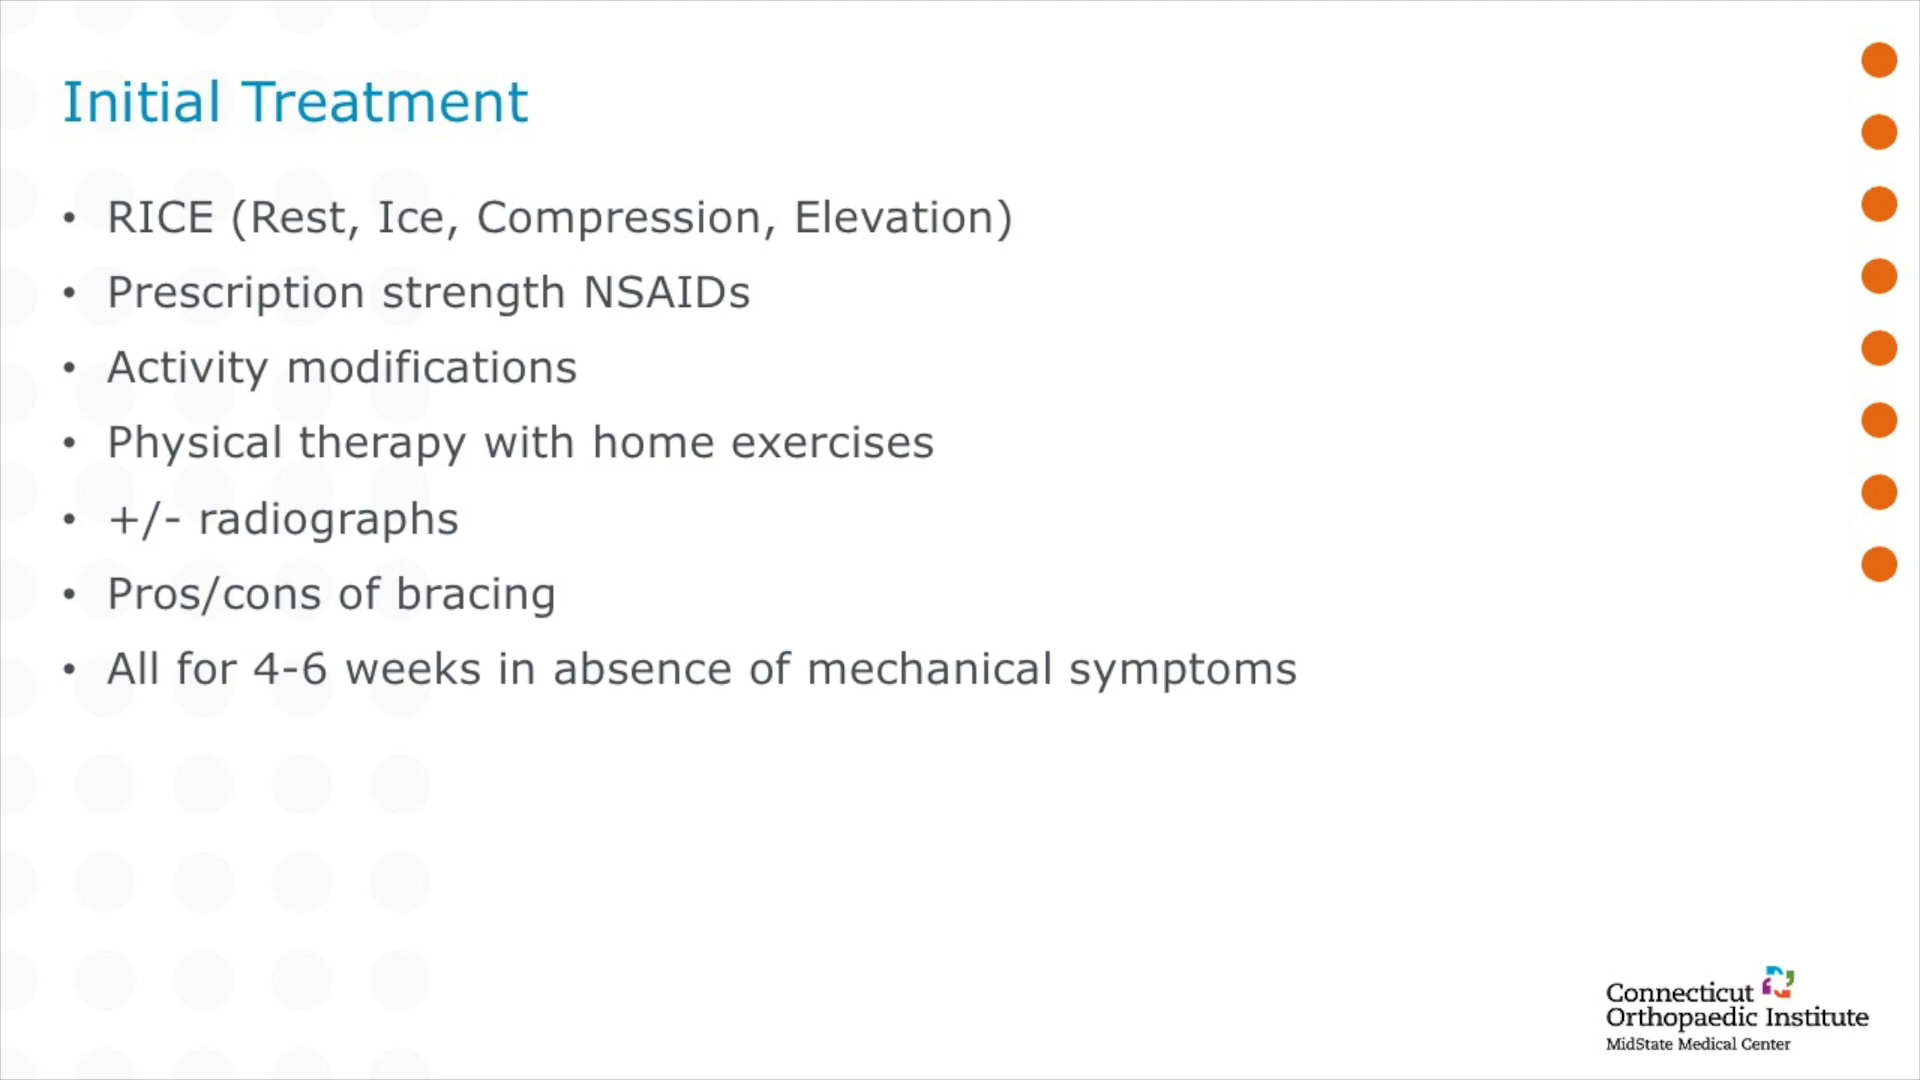 Initial Treatment
• RICE (Rest, Ice, Compression, Elevation)
• Prescription strength NSAIDs
• Activity modifications
• Physical therapy with home exercises
• +/- radiographs
• Pros/cons of bracing
• All for 4-6 weeks in absence of mechanical symptoms
Connecticut
Orthopaedic Institute
MidState Medical Center